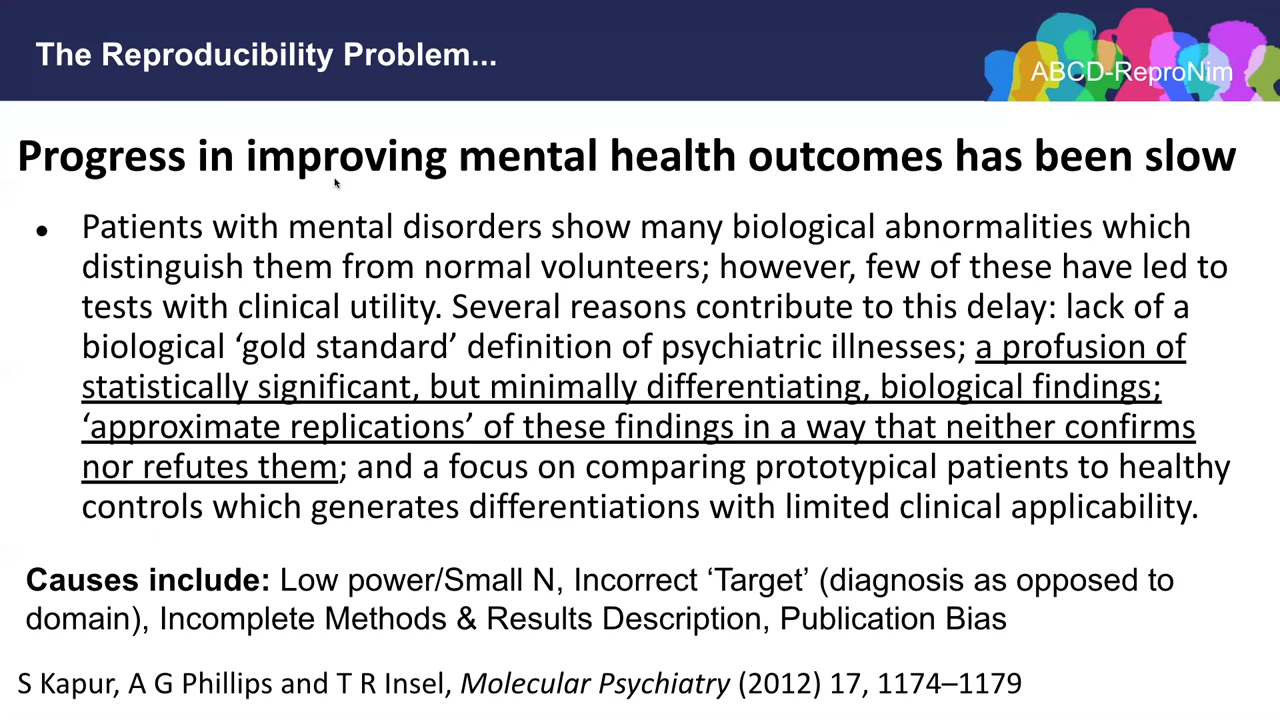 The Reproducibility Problem...
ABCD-ReproNim
Progress in improving mental health outcomes has been slow
● Patients with mental disorders show many biological abnormalities which
distinguish them from normal volunteers; however, few of these have led to
tests with clinical utility. Several reasons contribute to this delay: lack of a
biological ‘gold standard’ definition of psychiatric illnesses; a profusion of
statistically significant, but minimally differentiating, biological findings;
‘approximate replications’ of these findings in a way that neither confirms
nor refutes them; and a focus on comparing prototypical patients to healthy
controls which generates differentiations with limited clinical applicability.
Causes include: Low power/Small N, Incorrect ‘Target’ (diagnosis as opposed to
domain), Incomplete Methods & Results Description, Publication Bias
S Kapur, A G Phillips and T R Insel, Molecular Psychiatry (2012) 17, 1174–1179